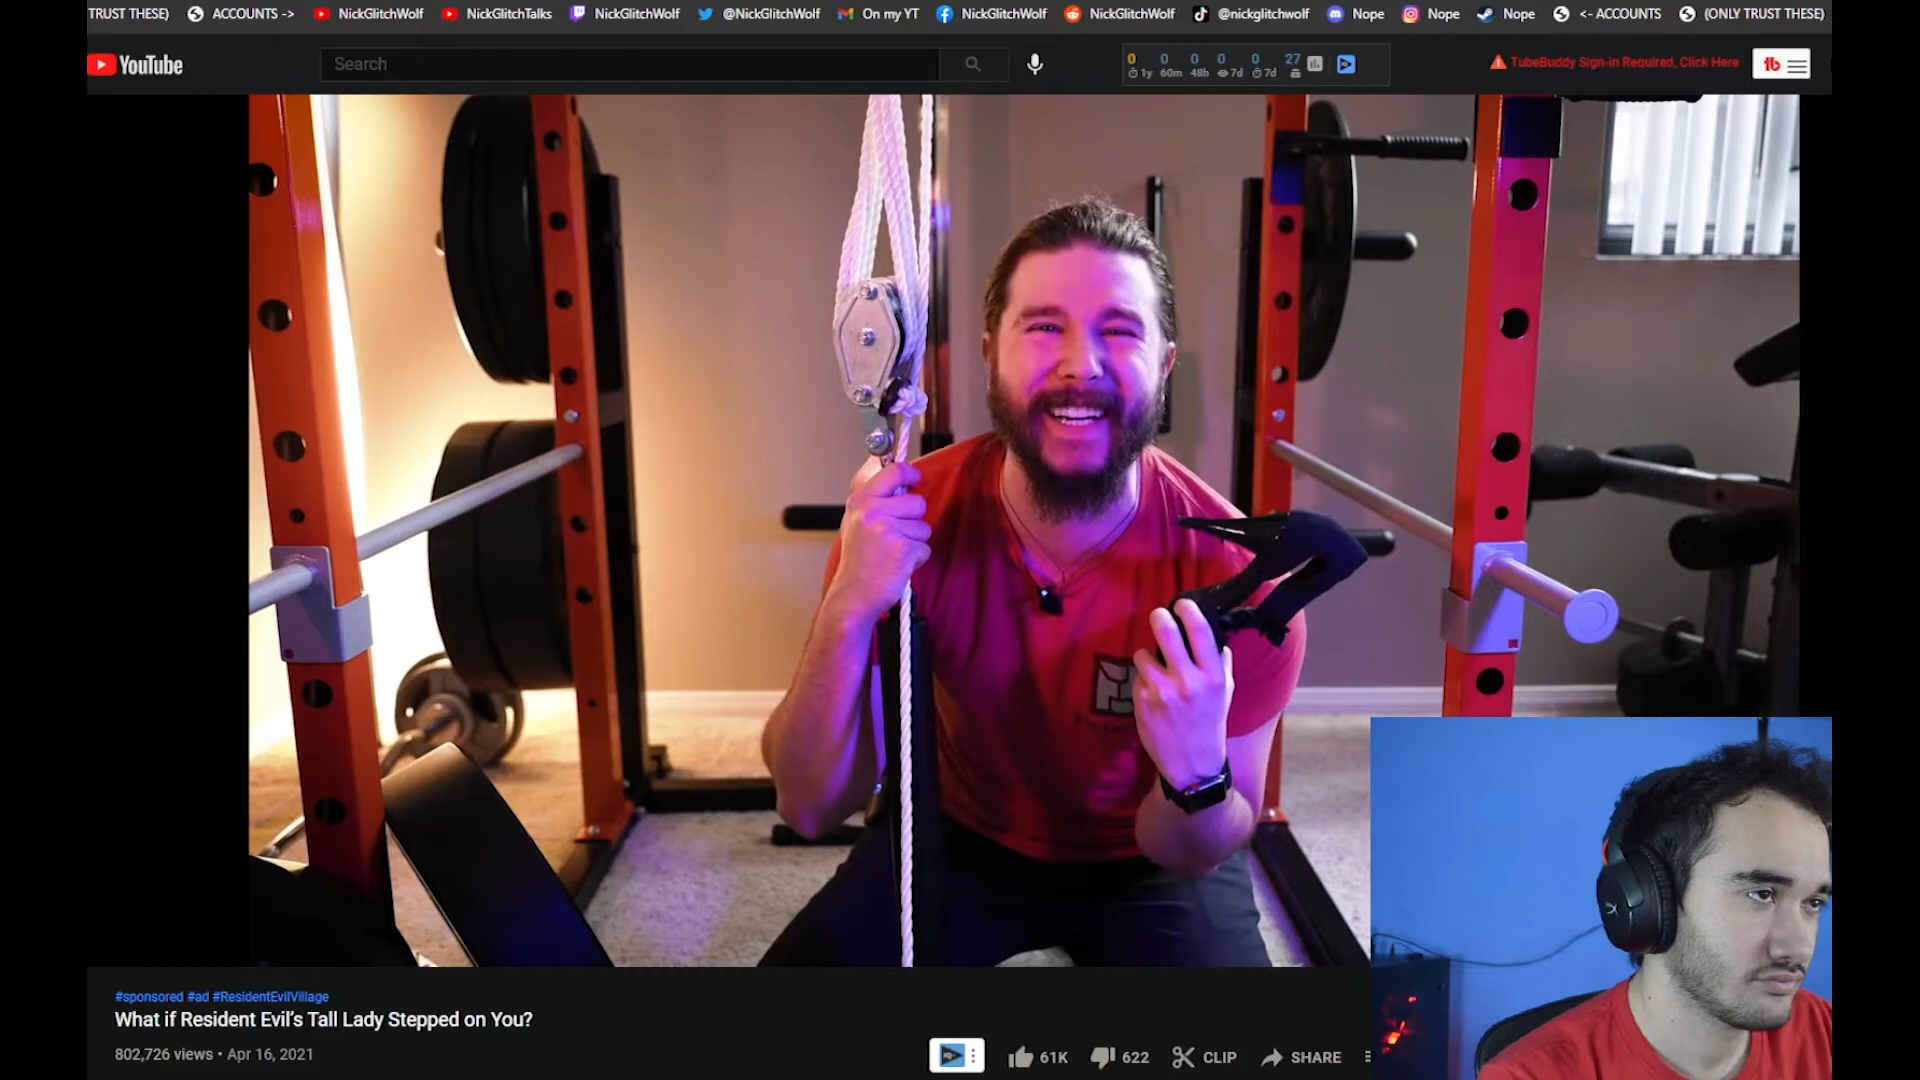 TRUST THESE) ACCOUNTS -> NickGlitchWolf NickGlitchTalks NickGlitchWolf @NickGlitchWolf On my YT NickGlitchWolf NickGlitchWolf @nickglitchwolf Nope Nope Nope <- ACCOUNTS (ONLY TRUST THESE)
YouTube Search TubeBuddy Sign-in Required, Click Here tb
0 0 0 0 0 27
1y 60m 48h 7d 7d
#sponsored #ad #ResidentEvilVillage
What if Resident Evil's Tall Lady Stepped on You?
802,726 views • Apr 16, 2021 61K 622 CLIP SHARE